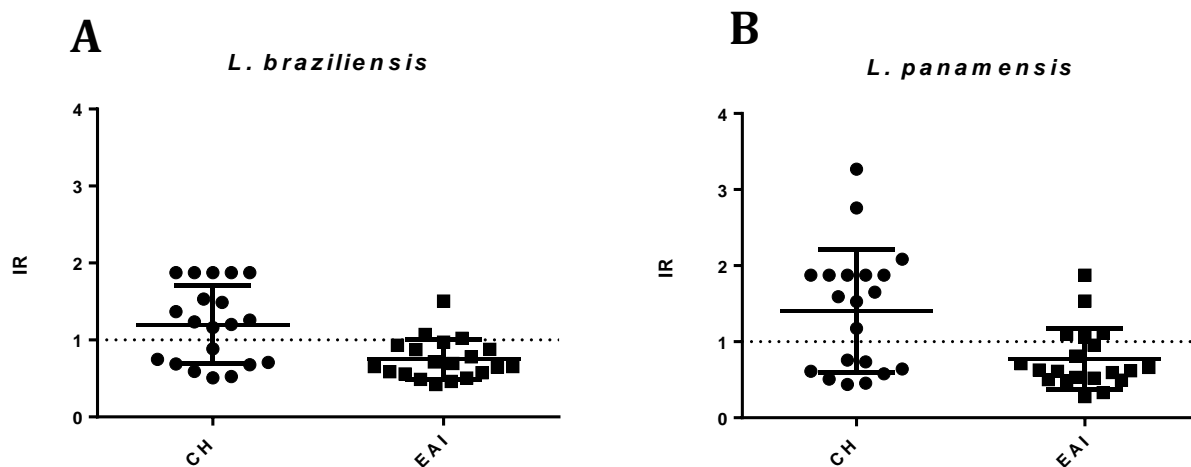 A
L. braziliensis
4
3
2
1
0
IR
CH
EAI
B
L. panamensis
4
3
2
1
0
IR
CH
EAI